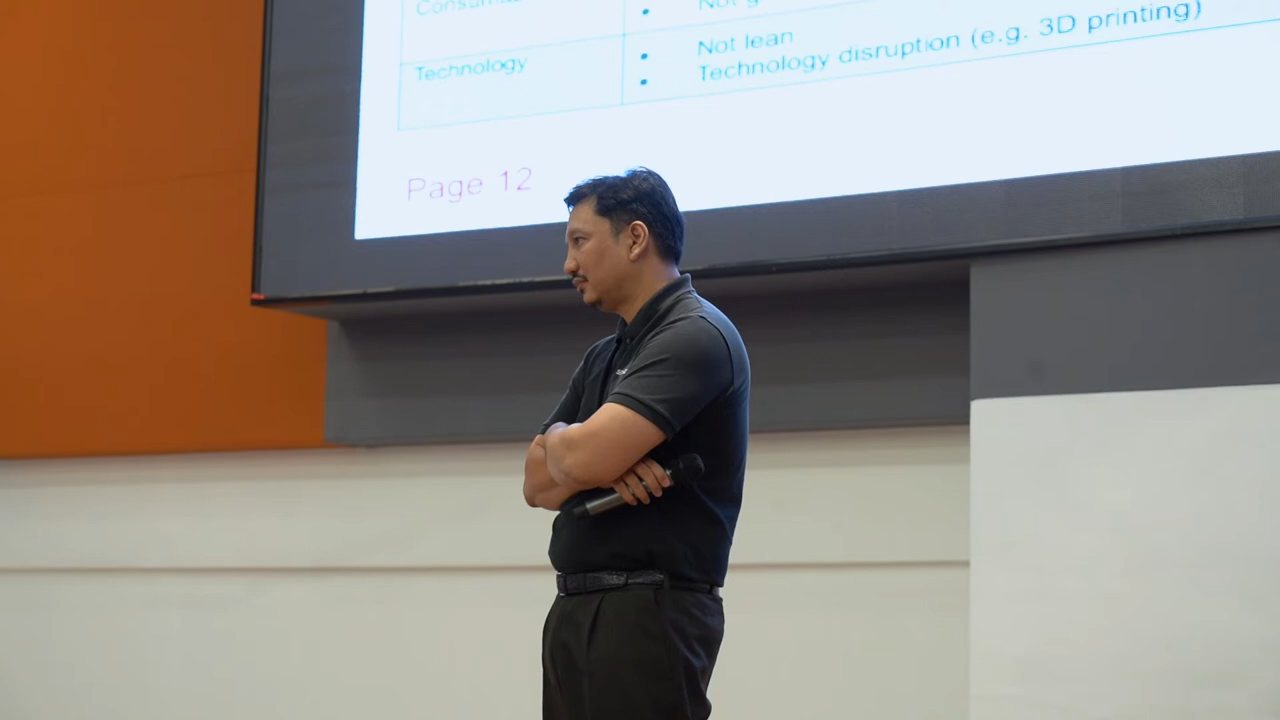 Not lean
Technology
Technology disruption (e.g. 3D printing)
Page 12